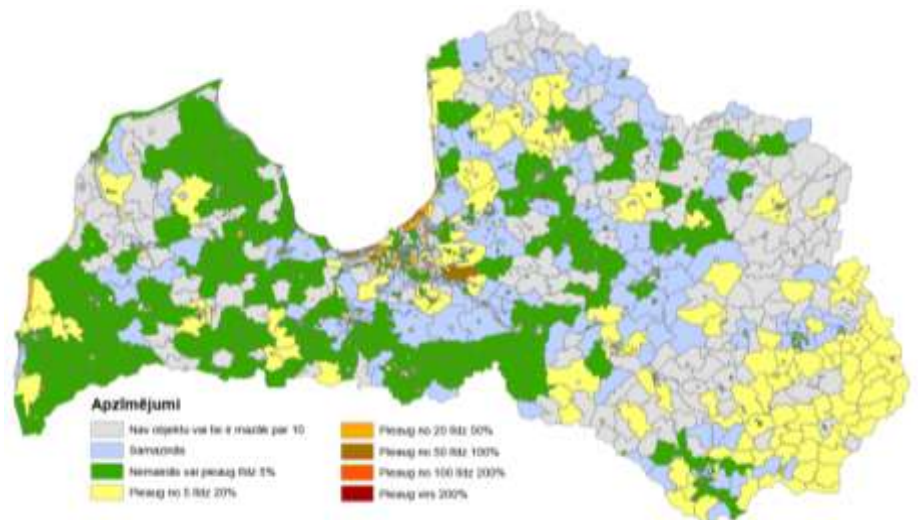 Apzīmējumi
Nav objektu vai tie ir mazāk par 10
Samazinās
Nemainās vai pieaug līdz 5%
Pieaug no 5 līdz 20%
Pieaug no 20 līdz 50%
Pieaug no 50 līdz 100%
Pieaug no 100 līdz 200%
Pieaug virs 200%